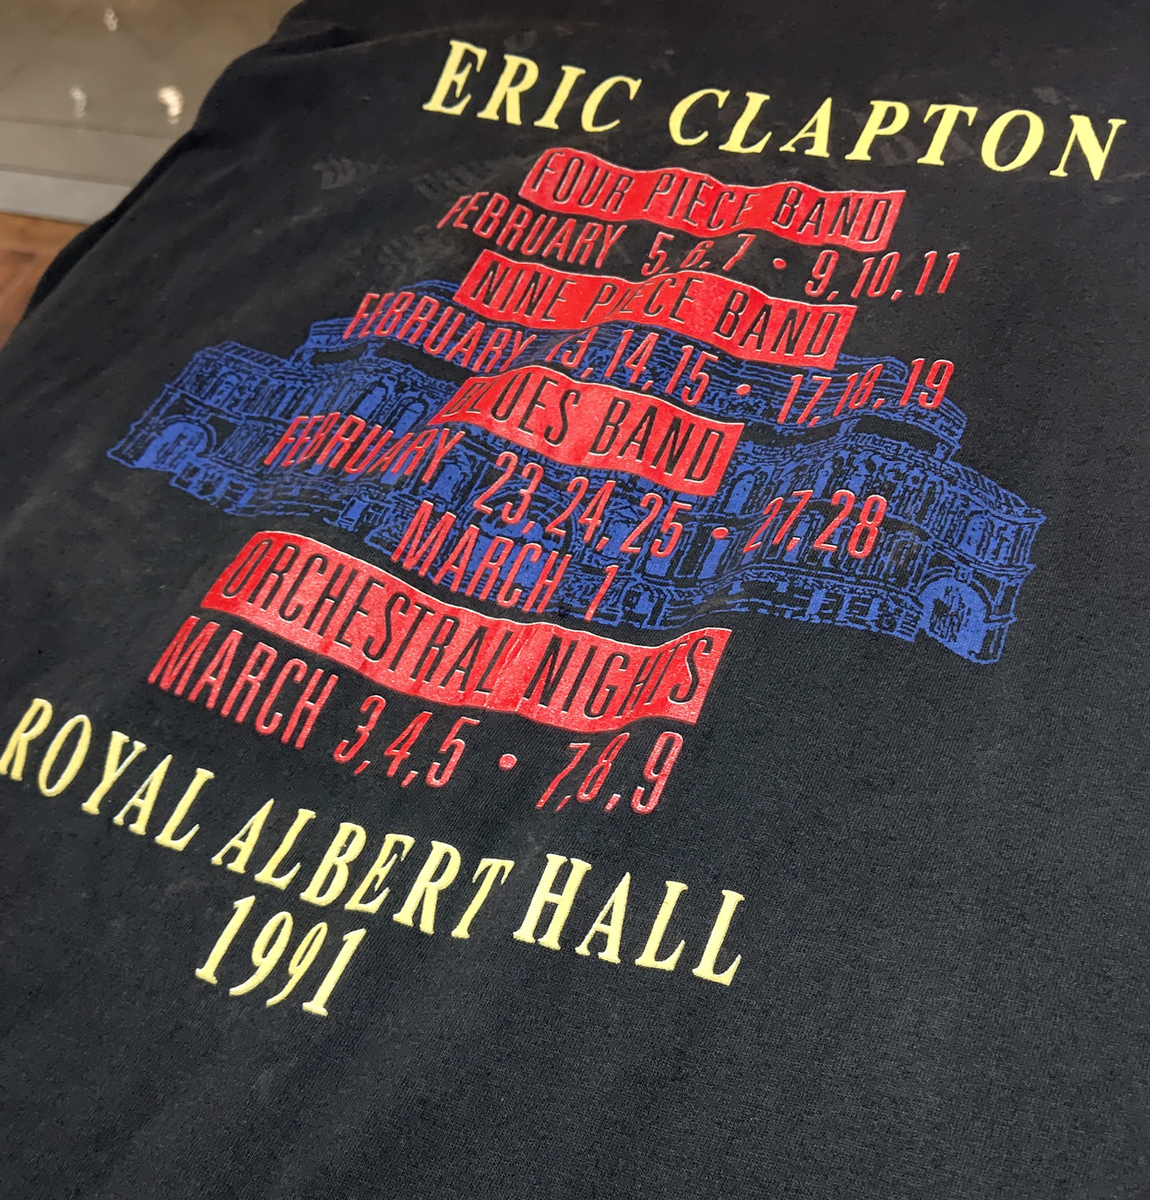 ERIC CLAPTON
FOUR PIECE BAND
FEBRUARY 5, 6, 7 • 9, 10, 11
NINE PIECE BAND
FEBRUARY 13, 14, 15 • 17, 18, 19
BLUES BAND
FEBRUARY 23, 24, 25 • 27, 28
MARCH 1
ORCHESTRAL NIGHTS
MARCH 3, 4, 5 • 7, 8, 9
ROYAL ALBERT HALL
1991